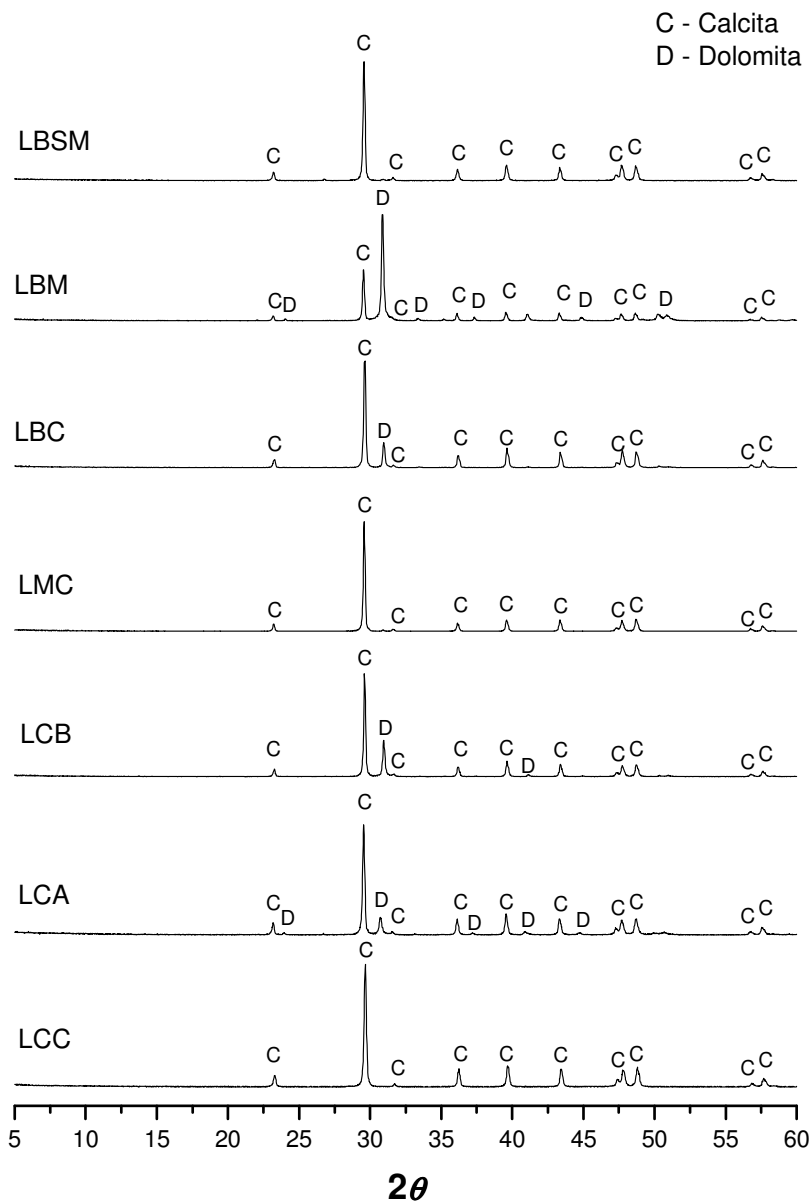 C - Calcita
D - Dolomita
LBSM
C C C C C C C C C C
LBM
C D C D C D C D C C D C C D C C
LBC
C C D C C C C C C C C
LMC
C C C C C C C C C C
LCB
C C D C C C D C C C C C
LCA
C D C D C C D C D C D C C C C
LCC
C C C C C C C C C C
5 10 15 20 25 30 35 40 45 50 55 60
2θ